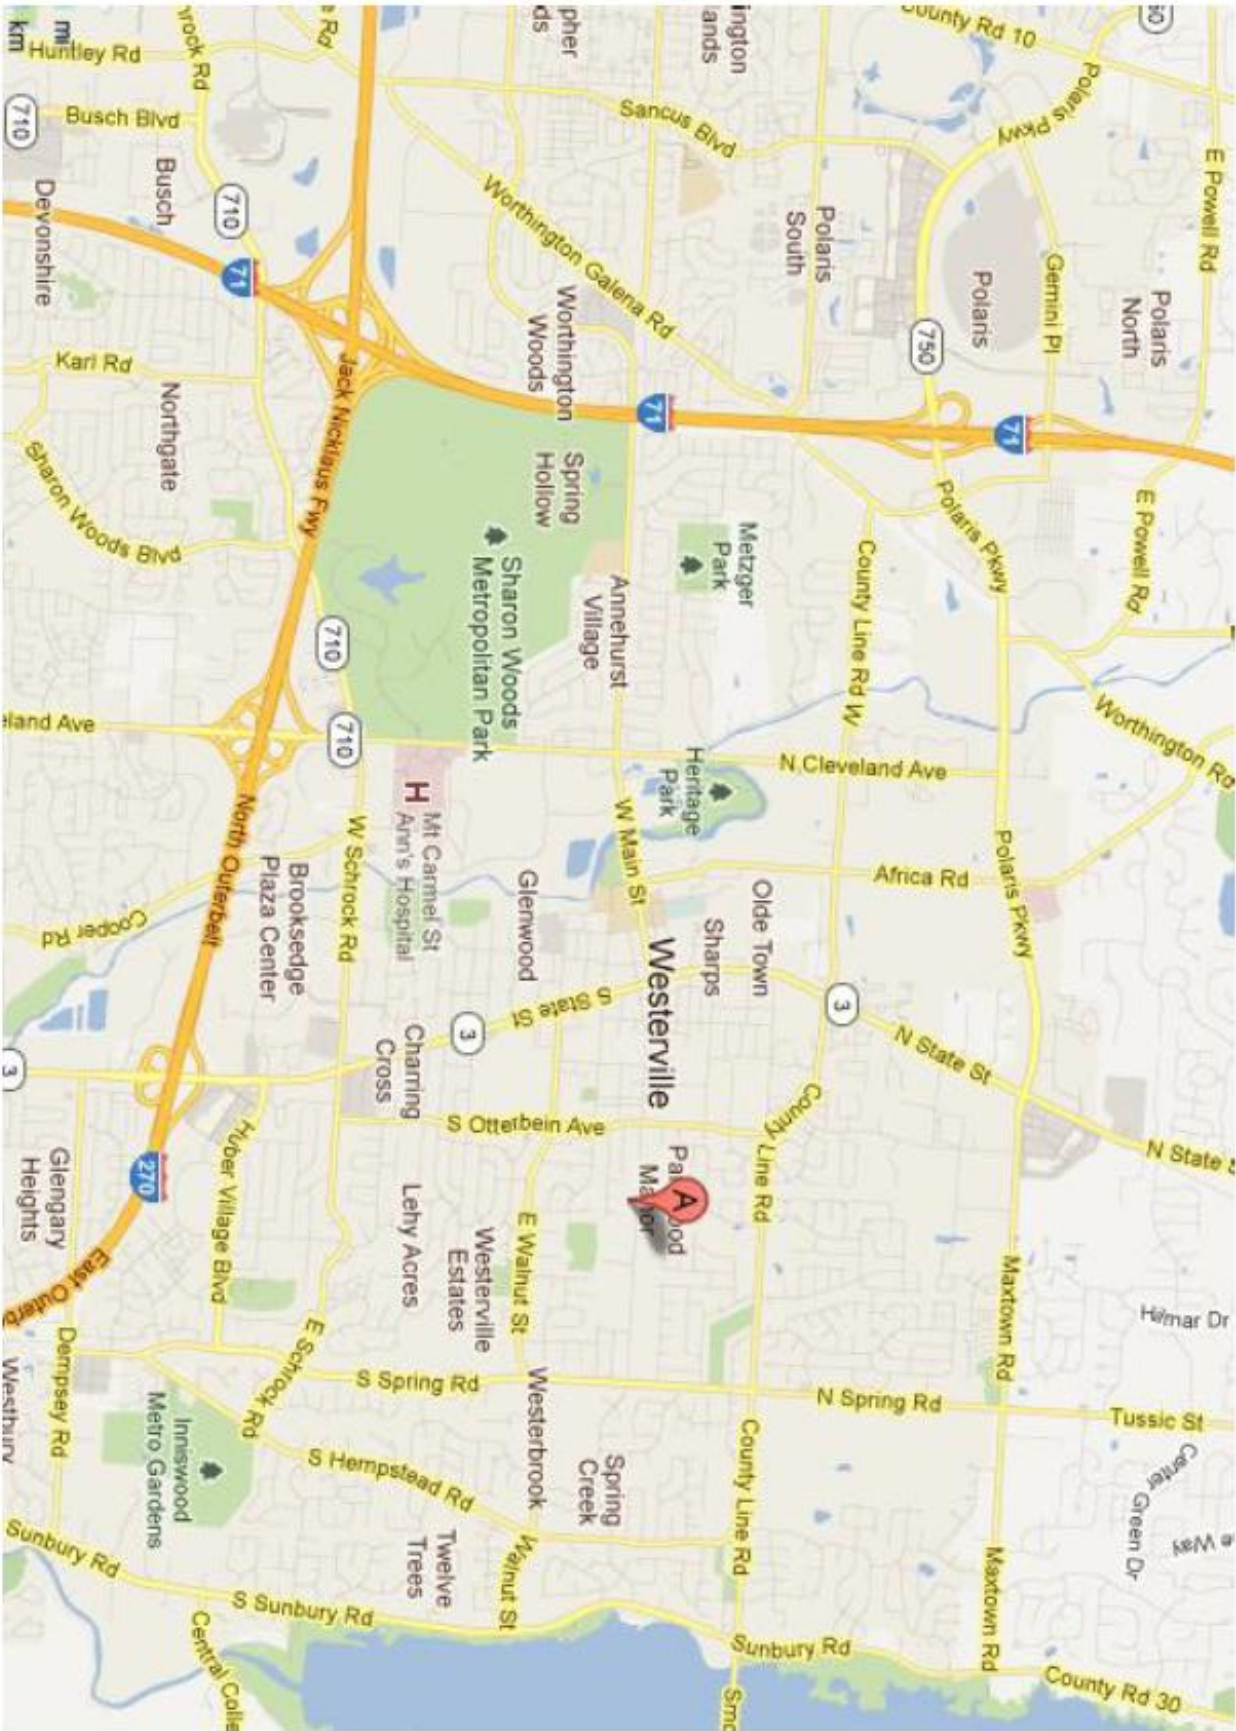 60
County Rd 10
Polaris Pkwy
E Powell Rd
Polaris Pkwy
Gemini Pl
Polaris
North
Polaris
750
71
E Powell Rd
Polaris Pkwy
Worthington Rd
Polaris Pkwy
Africa Rd
N Cleveland Ave
County Line Rd W
Sancus Blvd
Polaris
South
Worthington Galena Rd
Worthington
Woods
71
Spring
Hollow
Metzger
Park
Annehurst
Village
Sharon Woods
Metropolitan Park
Heritage
Park
W Main St
Olde Town
Sharps
Westerville
3
N State St
N State
Maxtown Rd
Hilmar Dr
Tussic St
Center Green Dr
Maxtown Rd
County Rd 30
Sunbury Rd
County Line Rd
N Spring Rd
County Line Rd
A
S Otterbein Ave
S State St
3
Glenwood
Mt Carmel St
Ann's Hospital
H
W Schrock Rd
Brooksedge
Plaza Center
Cooper Rd
North Outerbelt
710
710
Jack Nicklaus Fwy
Huntley Rd
mi
km
710
Busch Blvd
Busch
710
71
Devonshire
Karl Rd
Northgate
Sharon Woods Blvd
Charring
Cross
Lehy Acres
Westerville
Estates
E Walnut St
Westerbrook
Spring
Creek
S Spring Rd
E Schrock Rd
S Hempstead Rd
Walnut St
Twelve
Trees
3
270
Huber Village Blvd
Glengary
Heights
Dempsey Rd
Inniswood
Metro Gardens
Westbury
Sunbury Rd
S Sunbury Rd